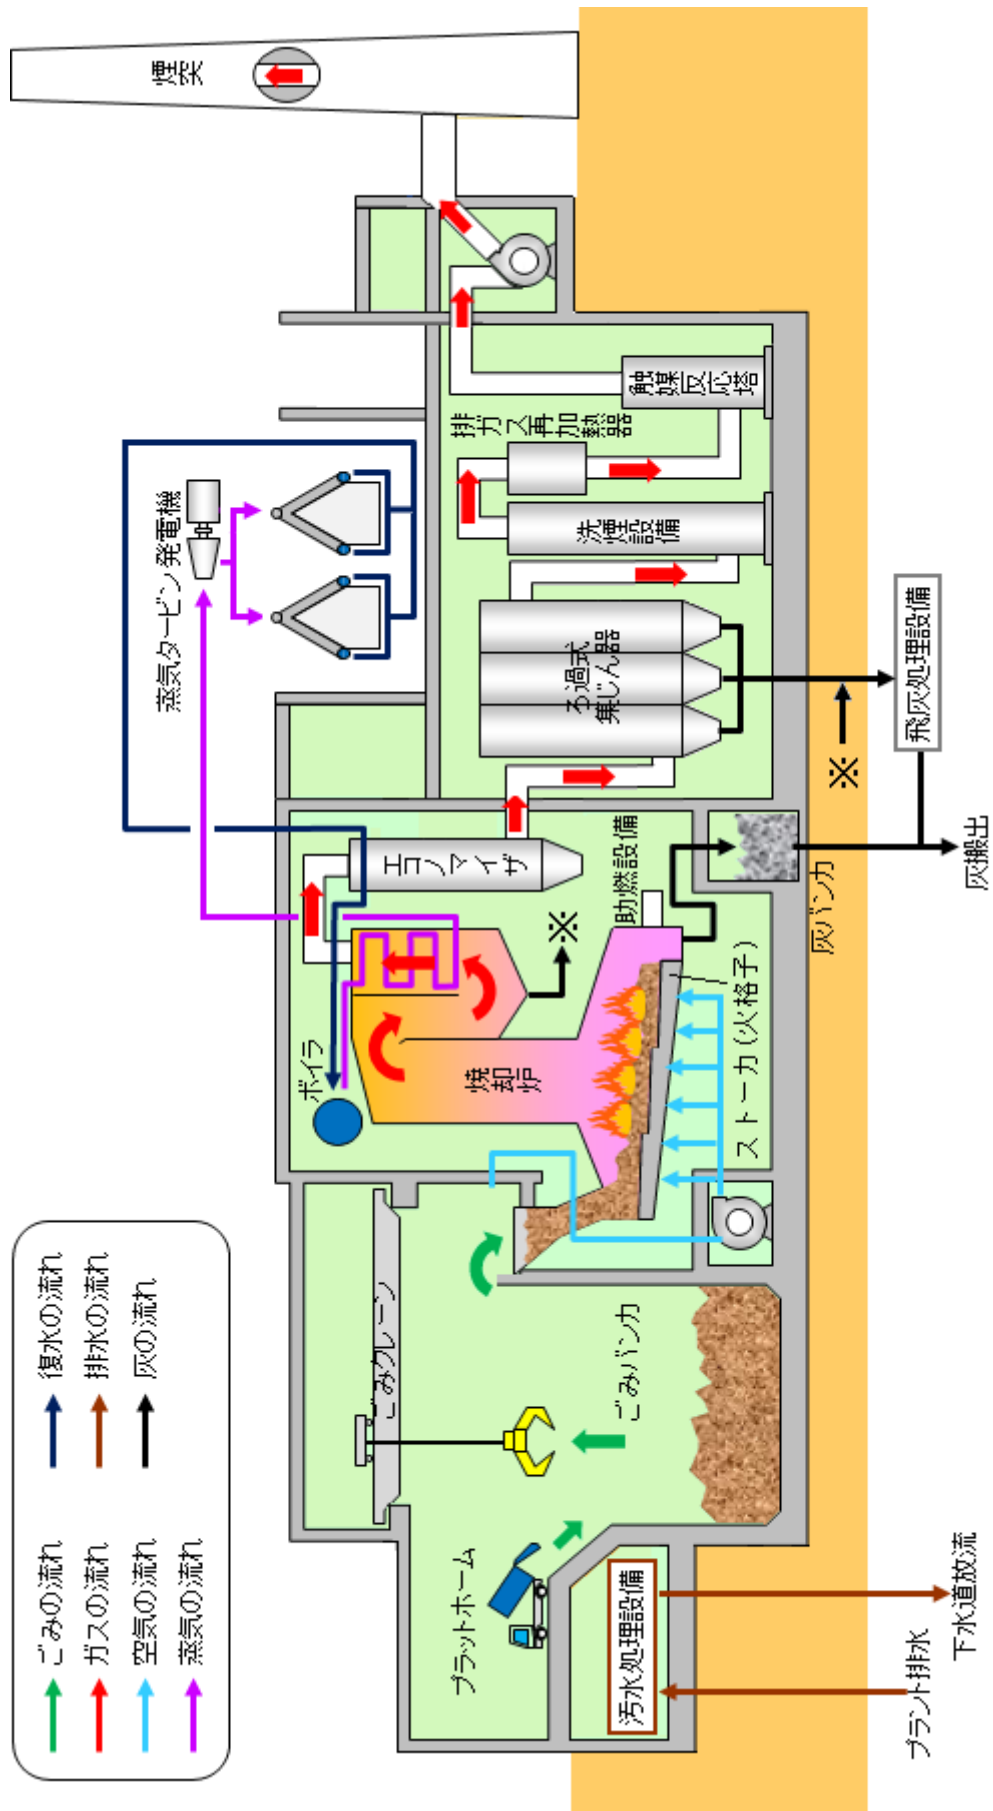 ごみの流れ
ガスの流れ
空気の流れ
蒸気の流れ
復水の流れ
排水の流れ
灰の流れ
煙突
蒸気タービン発電機
ボイラ
エコノマイザ
排ガス再加熱器
触媒反応塔
洗煙設備
ろ過式
集じん器
ごみクレーン
プラットホーム
ごみバンカ
焼却炉
助燃設備
ストーカ(火格子)
※
※
灰バンカ
汚水処理設備
飛灰処理設備
プラント排水
下水道放流
灰搬出